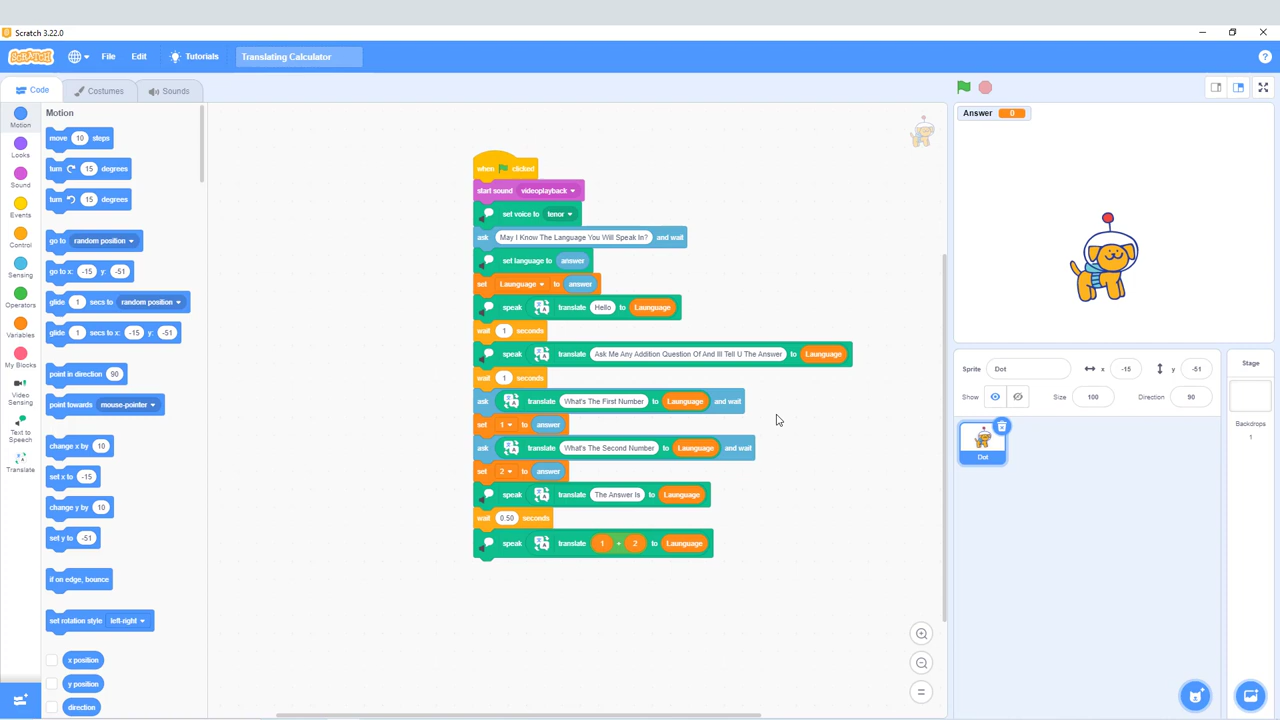 Scratch 3.22.0
SCRATCH File Edit Tutorials Translating Calculator
Code Costumes Sounds
Motion
Looks
Sound
Events
Control
Sensing
Operators
Variables
My Blocks
Video Sensing
Text to Speech
Translate
Motion
move 10 steps
turn 15 degrees
turn 15 degrees
go to random position
go to x: -15 y: -51
glide 1 secs to random position
glide 1 secs to x: -15 y: -51
point in direction 90
point towards mouse-pointer
change x by 10
set x to -15
change y by 10
set y to -51
if on edge, bounce
set rotation style left-right
x position
y position
direction
when clicked
start sound videoplayback
set voice to tenor
ask May I Know The Language You Will Speak In? and wait
set language to answer
set Launguage to answer
speak translate Hello to Launguage
wait 1 seconds
speak translate Ask Me Any Addition Question Of And Ill Tell U The Answer to Launguage
wait 1 seconds
ask translate What's The First Number to Launguage and wait
set 1 to answer
ask translate What's The Second Number to Launguage and wait
set 2 to answer
speak translate The Answer Is to Launguage
wait 0.50 seconds
speak translate 1 + 2 to Launguage
Answer 0
Sprite Dot x -15 y -51
Show Size 100 Direction 90
Dot
Stage
Backdrops
1